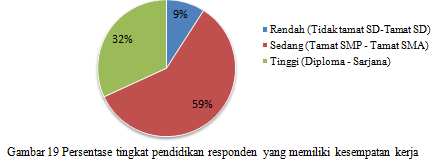 9%
Rendah (Tidak tamat SD-Tamat SD)
32%
Sedang (Tamat SMP - Tamat SMA)
Tinggi (Diploma - Sarjana)
59%
Gambar 19 Persentase tingkat pendidikan responden yang memiliki kesempatan kerja